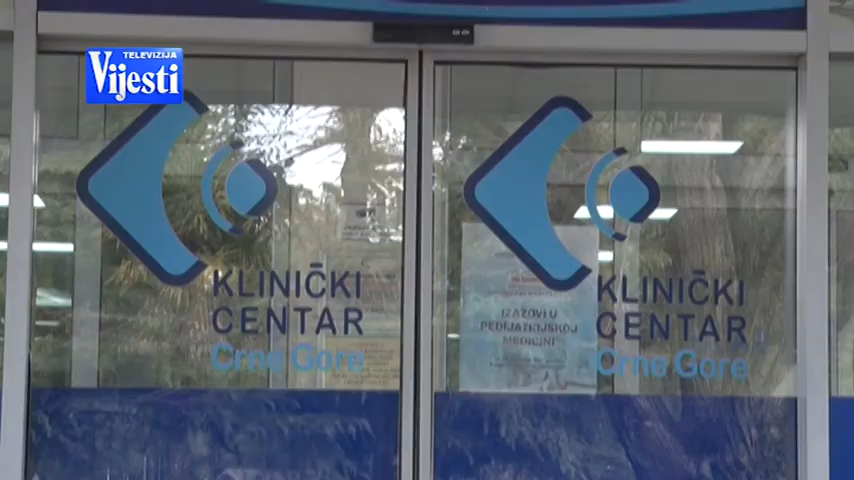 TELEVIZIJA
Vijesti
KLINIČKI
CENTAR
Crne Gore
KLINIČKI
CENTAR
Crne Gore
IZAZOVI U
PEDIJATRIJSKOJ
MEDICINI